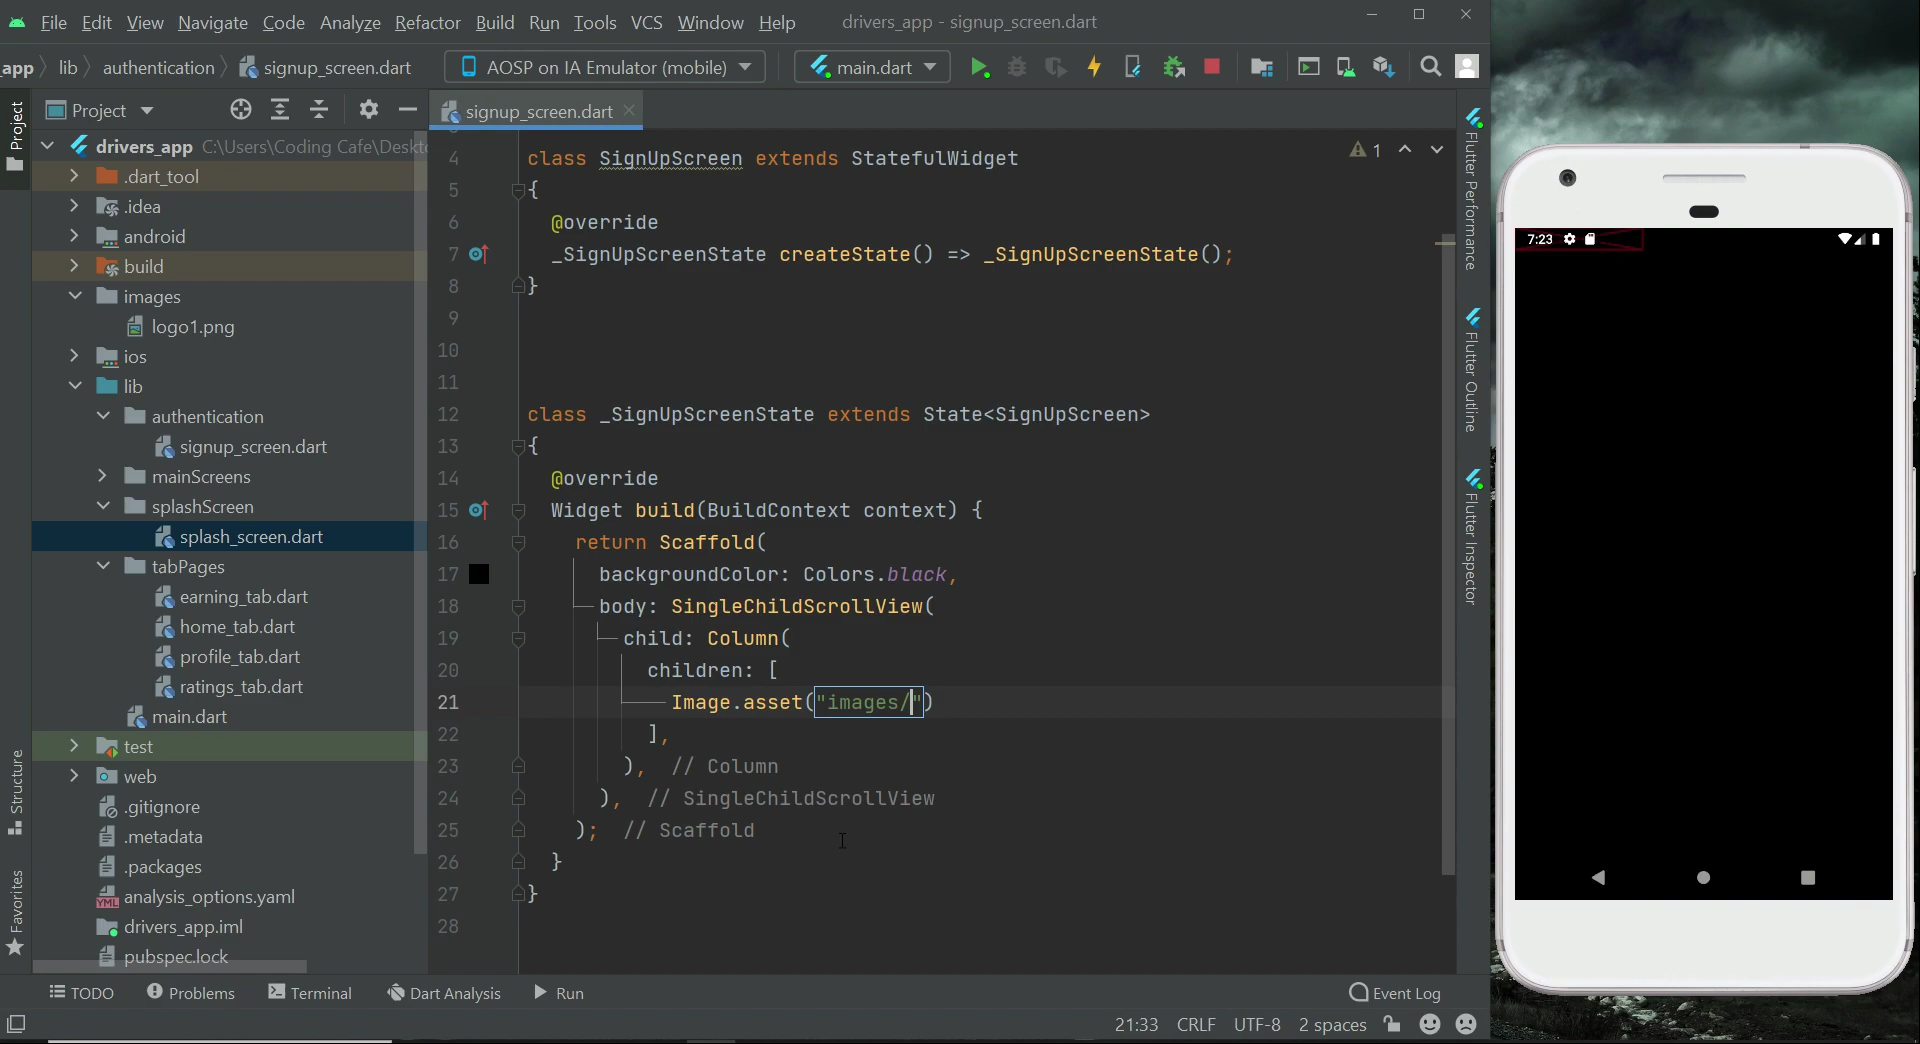 File Edit View Navigate Code Analyze Refactor Build Run Tools VCS Window Help drivers_app - signup_screen.dart
_app lib authentication signup_screen.dart AOSP on IA Emulator (mobile) main.dart
Project
signup_screen.dart
Project
drivers_app C:\Users\Coding Cafe\Deskto
.dart_tool
.idea
android
build
images
logo1.png
ios
lib
authentication
signup_screen.dart
mainScreens
splashScreen
splash_screen.dart
tabPages
earning_tab.dart
home_tab.dart
profile_tab.dart
ratings_tab.dart
main.dart
test
web
.gitignore
.metadata
.packages
analysis_options.yaml
drivers_app.iml
pubspec.lock
Structure
Favorites
1
4 class SignUpScreen extends StatefulWidget
5 {
6 @override
7 _SignUpScreenState createState() => _SignUpScreenState();
8 }
9
10
11
12 class _SignUpScreenState extends State<SignUpScreen>
13 {
14 @override
15 Widget build(BuildContext context) {
16 return Scaffold(
17 backgroundColor: Colors.black,
18 body: SingleChildScrollView(
19 child: Column(
20 children: [
21 Image.asset("images/")
22 ],
23 ), // Column
24 ), // SingleChildScrollView
25 ); // Scaffold
26 }
27 }
28
Flutter Performance
Flutter Outline
Flutter Inspector
7:23
TODO Problems Terminal Dart Analysis Run Event Log
21:33 CRLF UTF-8 2 spaces